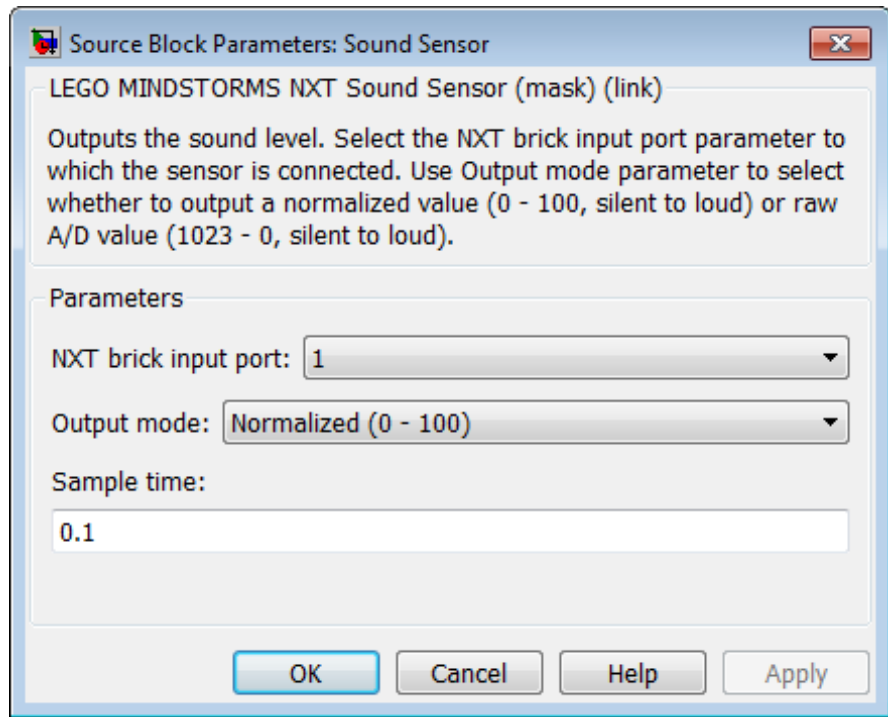 Source Block Parameters: Sound Sensor
LEGO MINDSTORMS NXT Sound Sensor (mask) (link)
Outputs the sound level. Select the NXT brick input port parameter to
which the sensor is connected. Use Output mode parameter to select
whether to output a normalized value (0 - 100, silent to loud) or raw
A/D value (1023 - 0, silent to loud).
Parameters
NXT brick input port: 1
Output mode: Normalized (0 - 100)
Sample time:
0.1
OK Cancel Help Apply